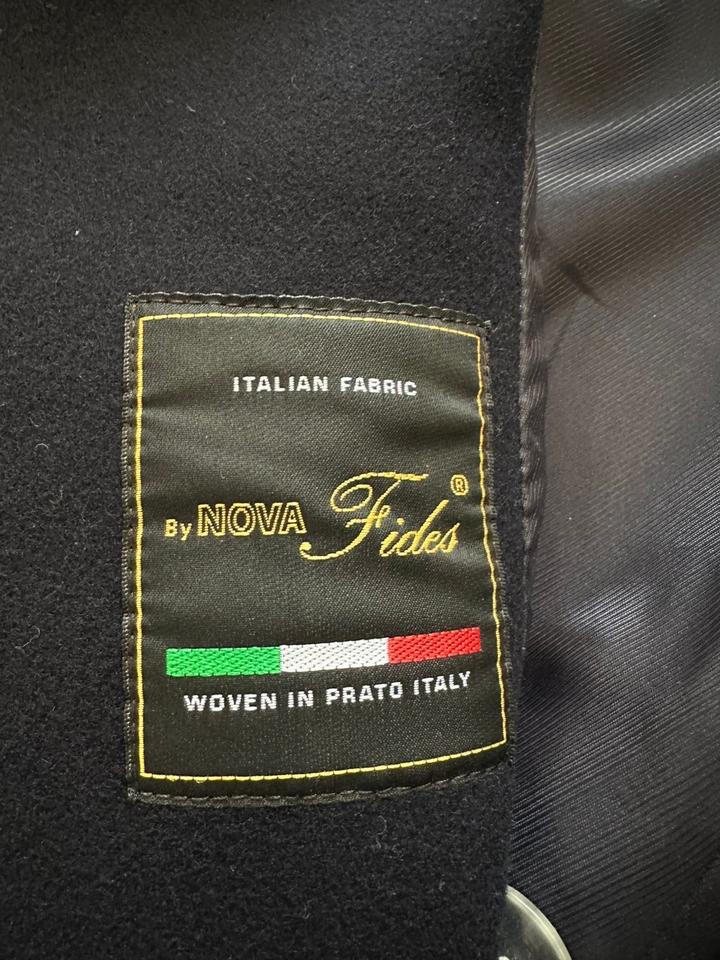 ITALIAN FABRIC
By NOVA Fides®
WOVEN IN PRATO ITALY